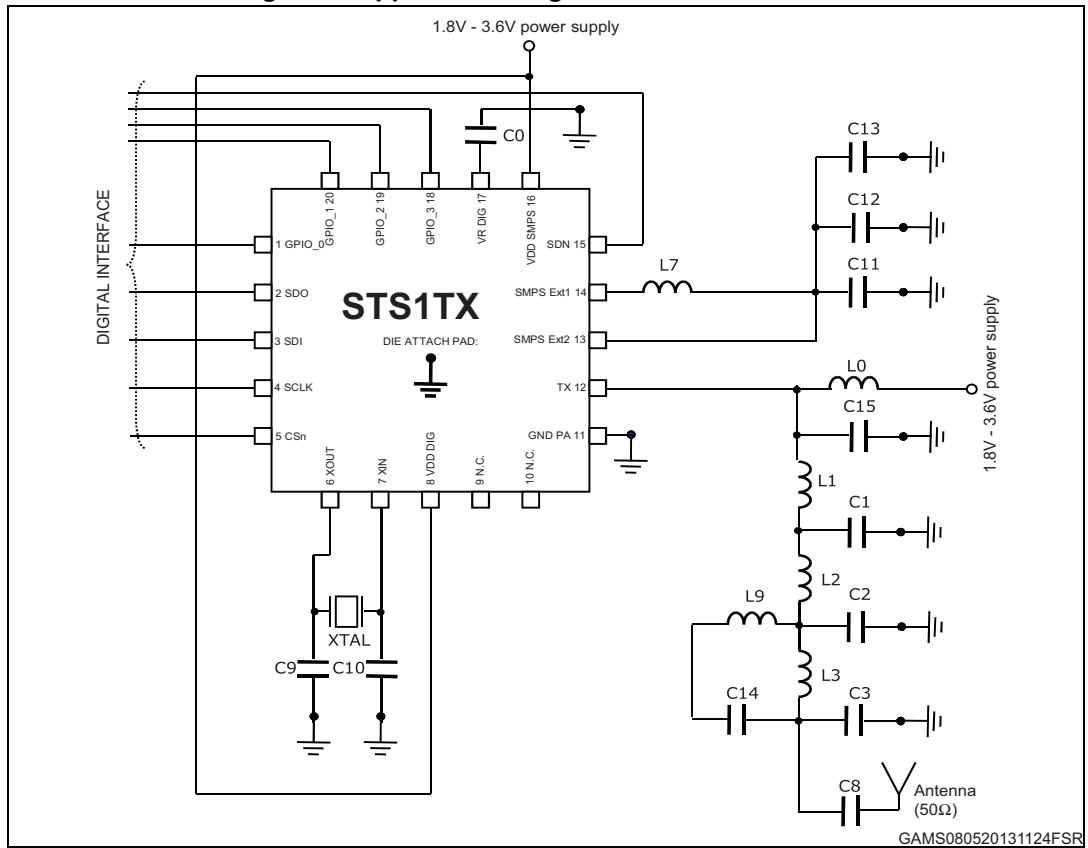 1.8V - 3.6V power supply
C0
C13
C12
C11
GPIO_1 20
GPIO_2 19
GPIO_3 18
VR DIG 17
VDD SMPS 16
DIGITAL INTERFACE
1 GPIO_0
SDN 15
L7
2 SDO
STS1TX
SMPS Ext1 14
3 SDI
DIE ATTACH PAD:
SMPS Ext2 13
1.8V - 3.6V power supply
L0
4 SCLK
TX 12
C15
5 CSn
GND PA 11
6 XOUT
7 XIN
8 VDD DIG
9 N.C.
10 N.C.
L1
C1
L2
L9
C2
XTAL
C9
C10
L3
C14
C3
C8
Antenna
(50Ω)
GAMS080520131124FSR